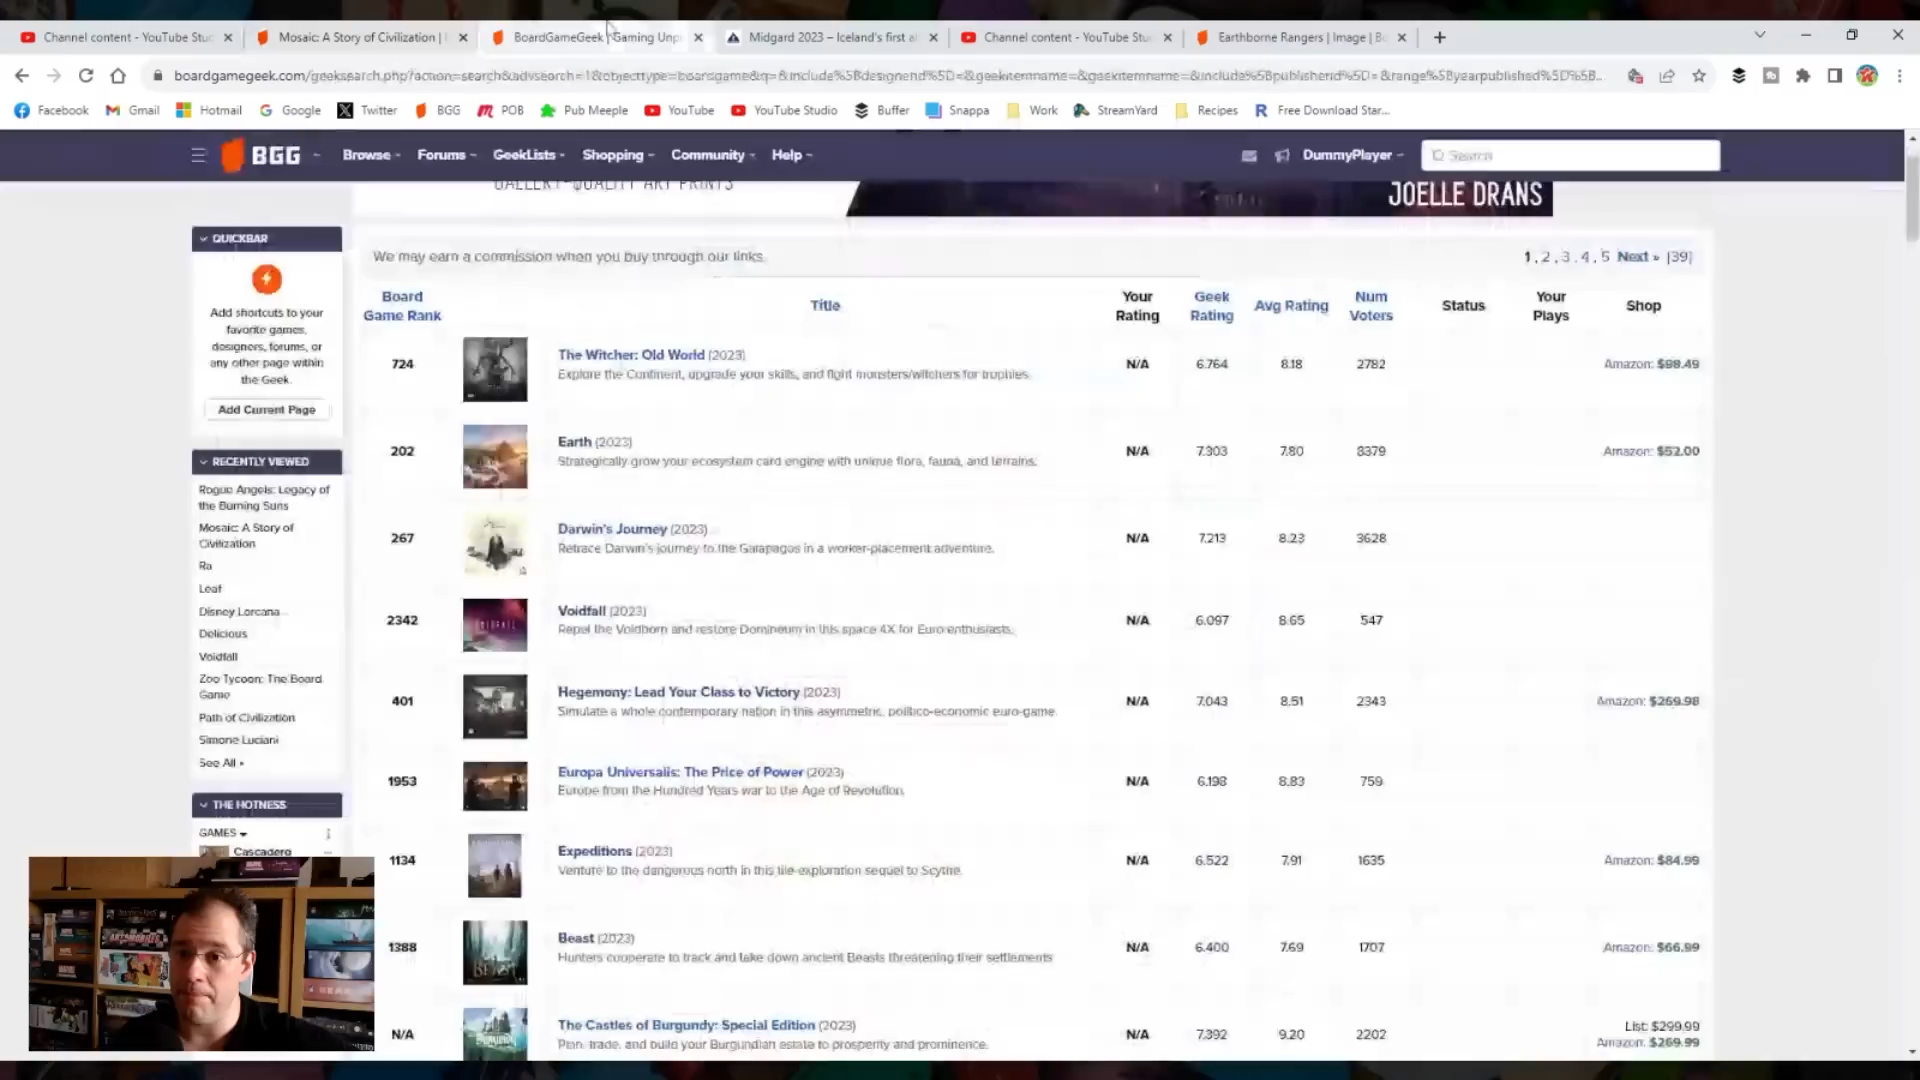 Channel content - YouTube Stu
Mosaic: A Story of Civilization |
BoardGameGeek | Gaming Unp
Midgard 2023 – Iceland's first a
Channel content - YouTube Stu
Earthborne Rangers | Image | B
Facebook
Gmail
Hotmail
Google
Twitter
BGG
POB
Pub Meeple
YouTube
YouTube Studio
Buffer
Snappa
Work
StreamYard
Recipes
Free Download Star...
BGG
Browse
Forums
GeekLists
Shopping
Community
Help
DummyPlayer
Search
GALLERY-QUALITY ART PRINTS
JOELLE DRANS
QUICKBAR
Add shortcuts to your
favorite games,
designers, forums, or
any other page within
the Geek.
Add Current Page
RECENTLY VIEWED
Rogue Angels: Legacy of
the Burning Suns
Mosaic: A Story of
Civilization
Ra
Leaf
Disney Lorcana
Delicious
Voidfall
Zoo Tycoon: The Board
Game
Path of Civilization
Simone Luciani
See All »
THE HOTNESS
GAMES
Cascadero
We may earn a commission when you buy through our links.
1 , 2 , 3 , 4 , 5 Next » [39]
Board
Game Rank
Title
Your
Rating
Geek
Rating
Avg Rating
Num
Voters
Status
Your
Plays
Shop
724
The Witcher: Old World (2023)
Explore the Continent, upgrade your skills, and fight monsters/witchers for trophies.
N/A 6.764 8.18 2782
Amazon: $98.49
202
Earth (2023)
Strategically grow your ecosystem card engine with unique flora, fauna, and terrains.
N/A 7.303 7.80 8379
Amazon: $52.00
267
Darwin's Journey (2023)
Retrace Darwin's journey to the Galapagos in a worker-placement adventure.
N/A 7.213 8.23 3628
2342
Voidfall (2023)
Repel the Voidborn and restore Domineum in this space 4X for Euro enthusiasts.
N/A 6.097 8.65 547
401
Hegemony: Lead Your Class to Victory (2023)
Simulate a whole contemporary nation in this asymmetric, politico-economic euro-game.
N/A 7.043 8.51 2343
Amazon: $269.98
1953
Europa Universalis: The Price of Power (2023)
Europe from the Hundred Years war to the Age of Revolution.
N/A 6.198 8.83 759
1134
Expeditions (2023)
Venture to the dangerous north in this tile-exploration sequel to Scythe.
N/A 6.522 7.91 1635
Amazon: $84.99
1388
Beast (2023)
Hunters cooperate to track and take down ancient Beasts threatening their settlements
N/A 6.400 7.69 1707
Amazon: $66.99
N/A
The Castles of Burgundy: Special Edition (2023)
Plan, trade, and build your Burgundian estate to prosperity and prominence.
N/A 7.392 9.20 2202
List: $299.99
Amazon: $269.99